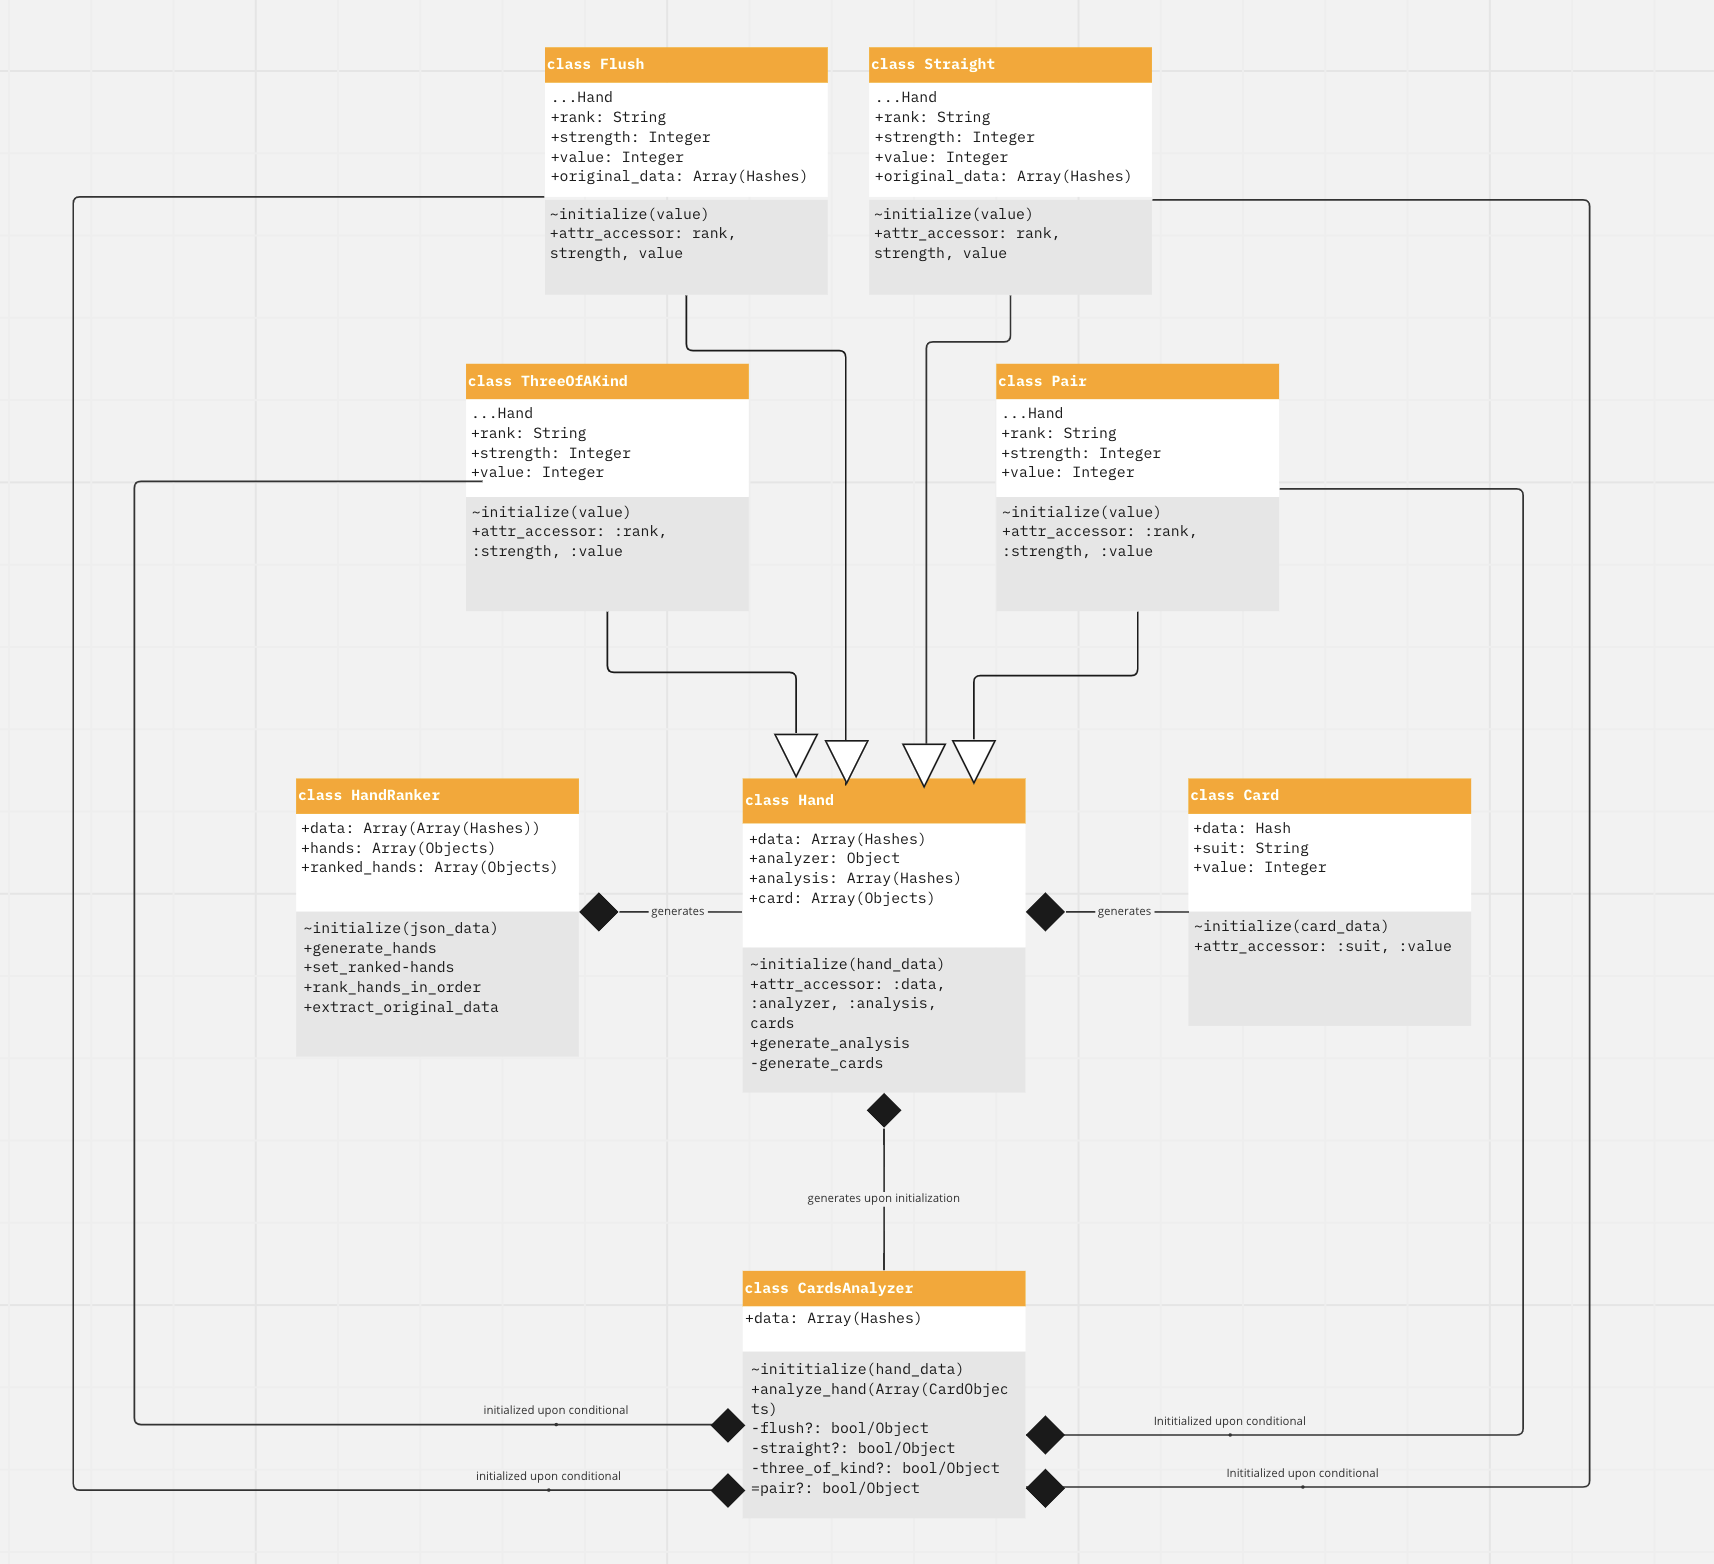 class Flush
...Hand
+rank: String
+strength: Integer
+value: Integer
+original_data: Array(Hashes)
~initialize(value)
+attr_accessor: rank,
strength, value
class Straight
...Hand
+rank: String
+strength: Integer
+value: Integer
+original_data: Array(Hashes)
~initialize(value)
+attr_accessor: rank,
strength, value
class ThreeOfAKind
...Hand
+rank: String
+strength: Integer
+value: Integer
~initialize(value)
+attr_accessor: :rank,
:strength, :value
class Pair
...Hand
+rank: String
+strength: Integer
+value: Integer
~initialize(value)
+attr_accessor: :rank,
:strength, :value
class HandRanker
+data: Array(Array(Hashes))
+hands: Array(Objects)
+ranked_hands: Array(Objects)
~initialize(json_data)
+generate_hands
+set_ranked-hands
+rank_hands_in_order
+extract_original_data
generates
class Hand
+data: Array(Hashes)
+analyzer: Object
+analysis: Array(Hashes)
+card: Array(Objects)
~initialize(hand_data)
+attr_accessor: :data,
:analyzer, :analysis,
cards
+generate_analysis
-generate_cards
generates
class Card
+data: Hash
+suit: String
+value: Integer
~initialize(card_data)
+attr_accessor: :suit, :value
generates upon initialization
class CardsAnalyzer
+data: Array(Hashes)
~inititialize(hand_data)
+analyze_hand(Array(CardObjec
ts)
-flush?: bool/Object
-straight?: bool/Object
-three_of_kind?: bool/Object
=pair?: bool/Object
initialized upon conditional
initialized upon conditional
Inititialized upon conditional
Inititialized upon conditional